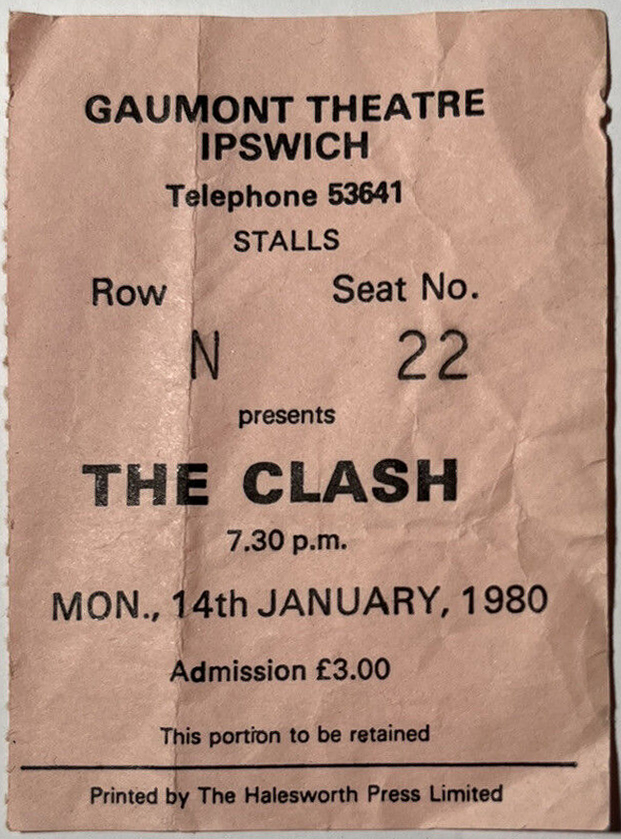 GAUMONT THEATRE
IPSWICH
Telephone 53641
STALLS
Row Seat No.
N 22
presents
THE CLASH
7.30 p.m.
MON., 14th JANUARY, 1980
Admission £3.00
This portion to be retained
Printed by The Halesworth Press Limited